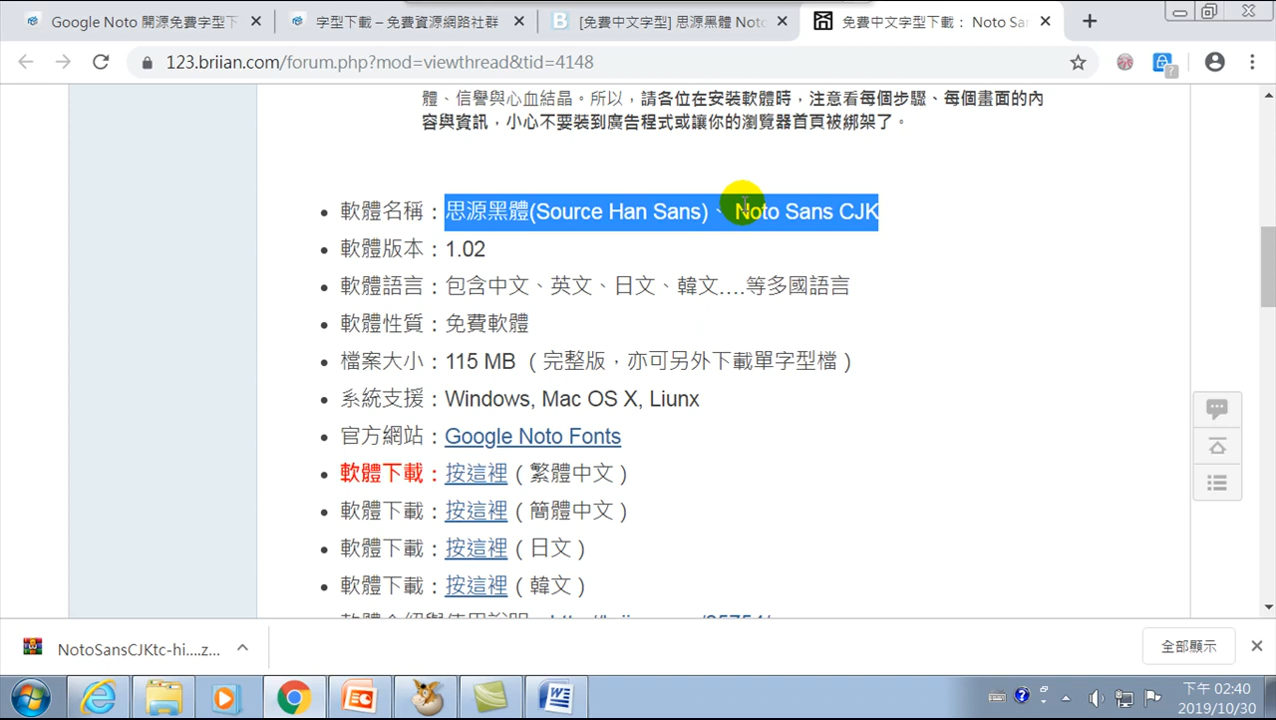 Google Noto 開源免費字型下
字型下載 – 免費資源網路社群
[免費中文字型] 思源黑體 Noto
免費中文字型下載： Noto San
123.briian.com/forum.php?mod=viewthread&tid=4148
體、信譽與心血結晶。所以，請各位在安裝軟體時，注意看每個步驟、每個畫面的內
容與資訊，小心不要裝到廣告程式或讓你的瀏覽器首頁被綁架了。
軟體名稱：思源黑體(Source Han Sans)、 Noto Sans CJK
軟體版本：1.02
軟體語言：包含中文、英文、日文、韓文....等多國語言
軟體性質：免費軟體
檔案大小：115 MB （完整版，亦可另外下載單字型檔）
系統支援：Windows, Mac OS X, Liunx
官方網站：Google Noto Fonts
軟體下載：按這裡（繁體中文）
軟體下載：按這裡（簡體中文）
軟體下載：按這裡（日文）
軟體下載：按這裡（韓文）
NotoSansCJKtc-hi....z...
全部顯示
下午 02:40
2019/10/30